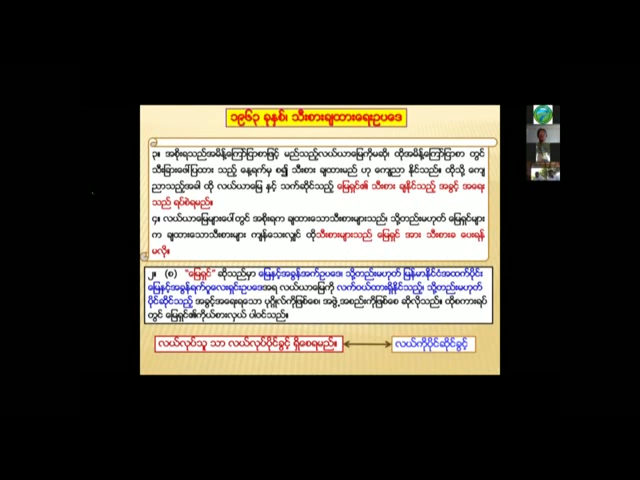 ၁၉၆၃ ခုနှစ်၊ သီးစားချထားရေးဥပဒေ
၃။ အစိုးရသည်အမိန့်ကြော်ငြာစာဖြင့် မည်သည့်လယ်ယာမြေကိုမဆို၊ ထိုအမိန့်ကြော်ငြာစာ တွင်
သီးခြားဖေါ်ပြထား သည့် နေ့ရက်မှ စ၍ သီးစား ချထားမည် ဟု ကျေညာ နိုင်သည်။ ထိုသို့ ကျေ
ညာသည့်အခါ ထို လယ်ယာမြေ နှင့် သက်ဆိုင်သည့် မြေရှင်၏ သီးစား ချနိုင်သည့် အခွင့် အရေး
သည် ရပ်စဲရမည်။
၄။ လယ်ယာမြေများပေါ်တွင် အစိုးရက ချထားသောသီးစားများသည်၊ သို့တည်းမဟုတ် မြေရှင်များ
က ချထားသောသီးစားများ ကျန်သေးလျှင် ထိုသီးစားများသည် မြေရှင် အား သီးစားခ ပေးရန်
မလို။
၂။ (စ) "မြေရှင်" ဆိုသည်မှာ မြေနှင့်အခွန်အက်ဥပဒေ၊ သို့တည်းမဟုတ် မြန်မာနိုင်ငံအထက်ပိုင်း
မြေနှင့်အခွန်ရက်ဂူလေးရှင်းဥပဒေအရ လယ်ယာမြေကို လက်ဝယ်ထားရှိနိုင်သည့်၊ သို့တည်းမဟုတ်
ပိုင်ဆိုင်သည့် အခွင့်အရေးရသော ပုဂ္ဂိုလ်ကိုဖြစ်စေ၊ အဖွဲ့အစည်းကိုဖြစ်စေ ဆိုလိုသည်။ ထိုစကားရပ်
တွင် မြေရှင်၏ကိုယ်စားလှယ် ပါဝင်သည်။
လယ်လုပ်သူ သာ လယ်လုပ်ပိုင်ခွင့် ရှိစေရမည်။
လယ်ကိုပိုင်ဆိုင်ခွင့်